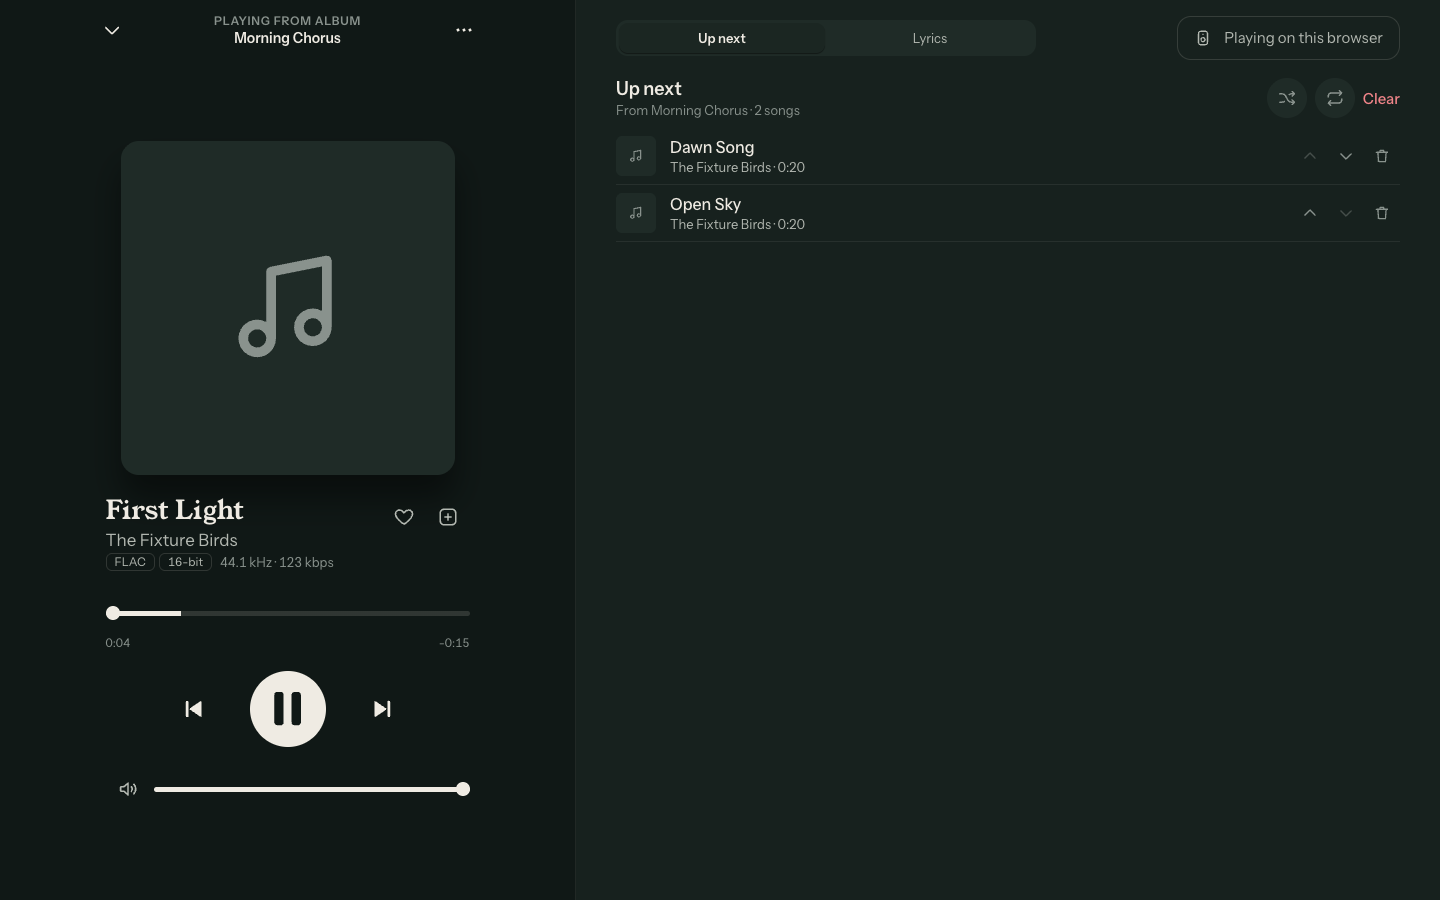 PLAYING FROM ALBUM
Morning Chorus
First Light
The Fixture Birds
FLAC 16-bit 44.1 kHz · 123 kbps
0:04 -0:15
Up next Lyrics
Playing on this browser
Up next
From Morning Chorus · 2 songs
Clear
Dawn Song
The Fixture Birds · 0:20
Open Sky
The Fixture Birds · 0:20